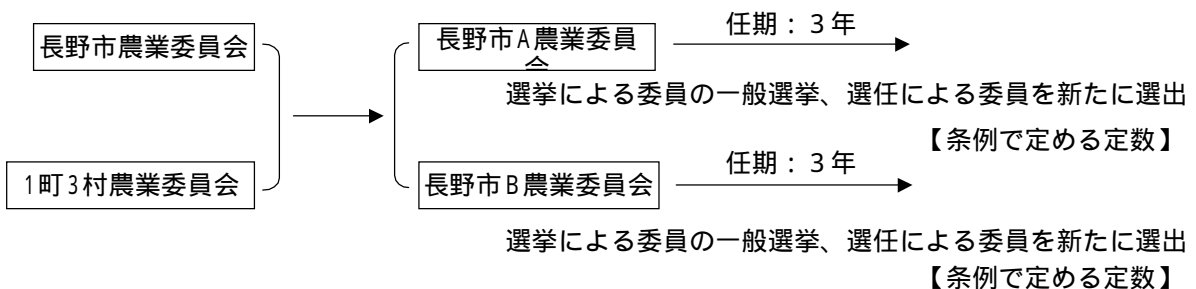 長野市農業委員会
長野市A農業委員
会
任期：３年
選挙による委員の一般選挙、選任による委員を新たに選出
【条例で定める定数】
1町3村農業委員会
長野市B農業委員会
任期：３年
選挙による委員の一般選挙、選任による委員を新たに選出
【条例で定める定数】